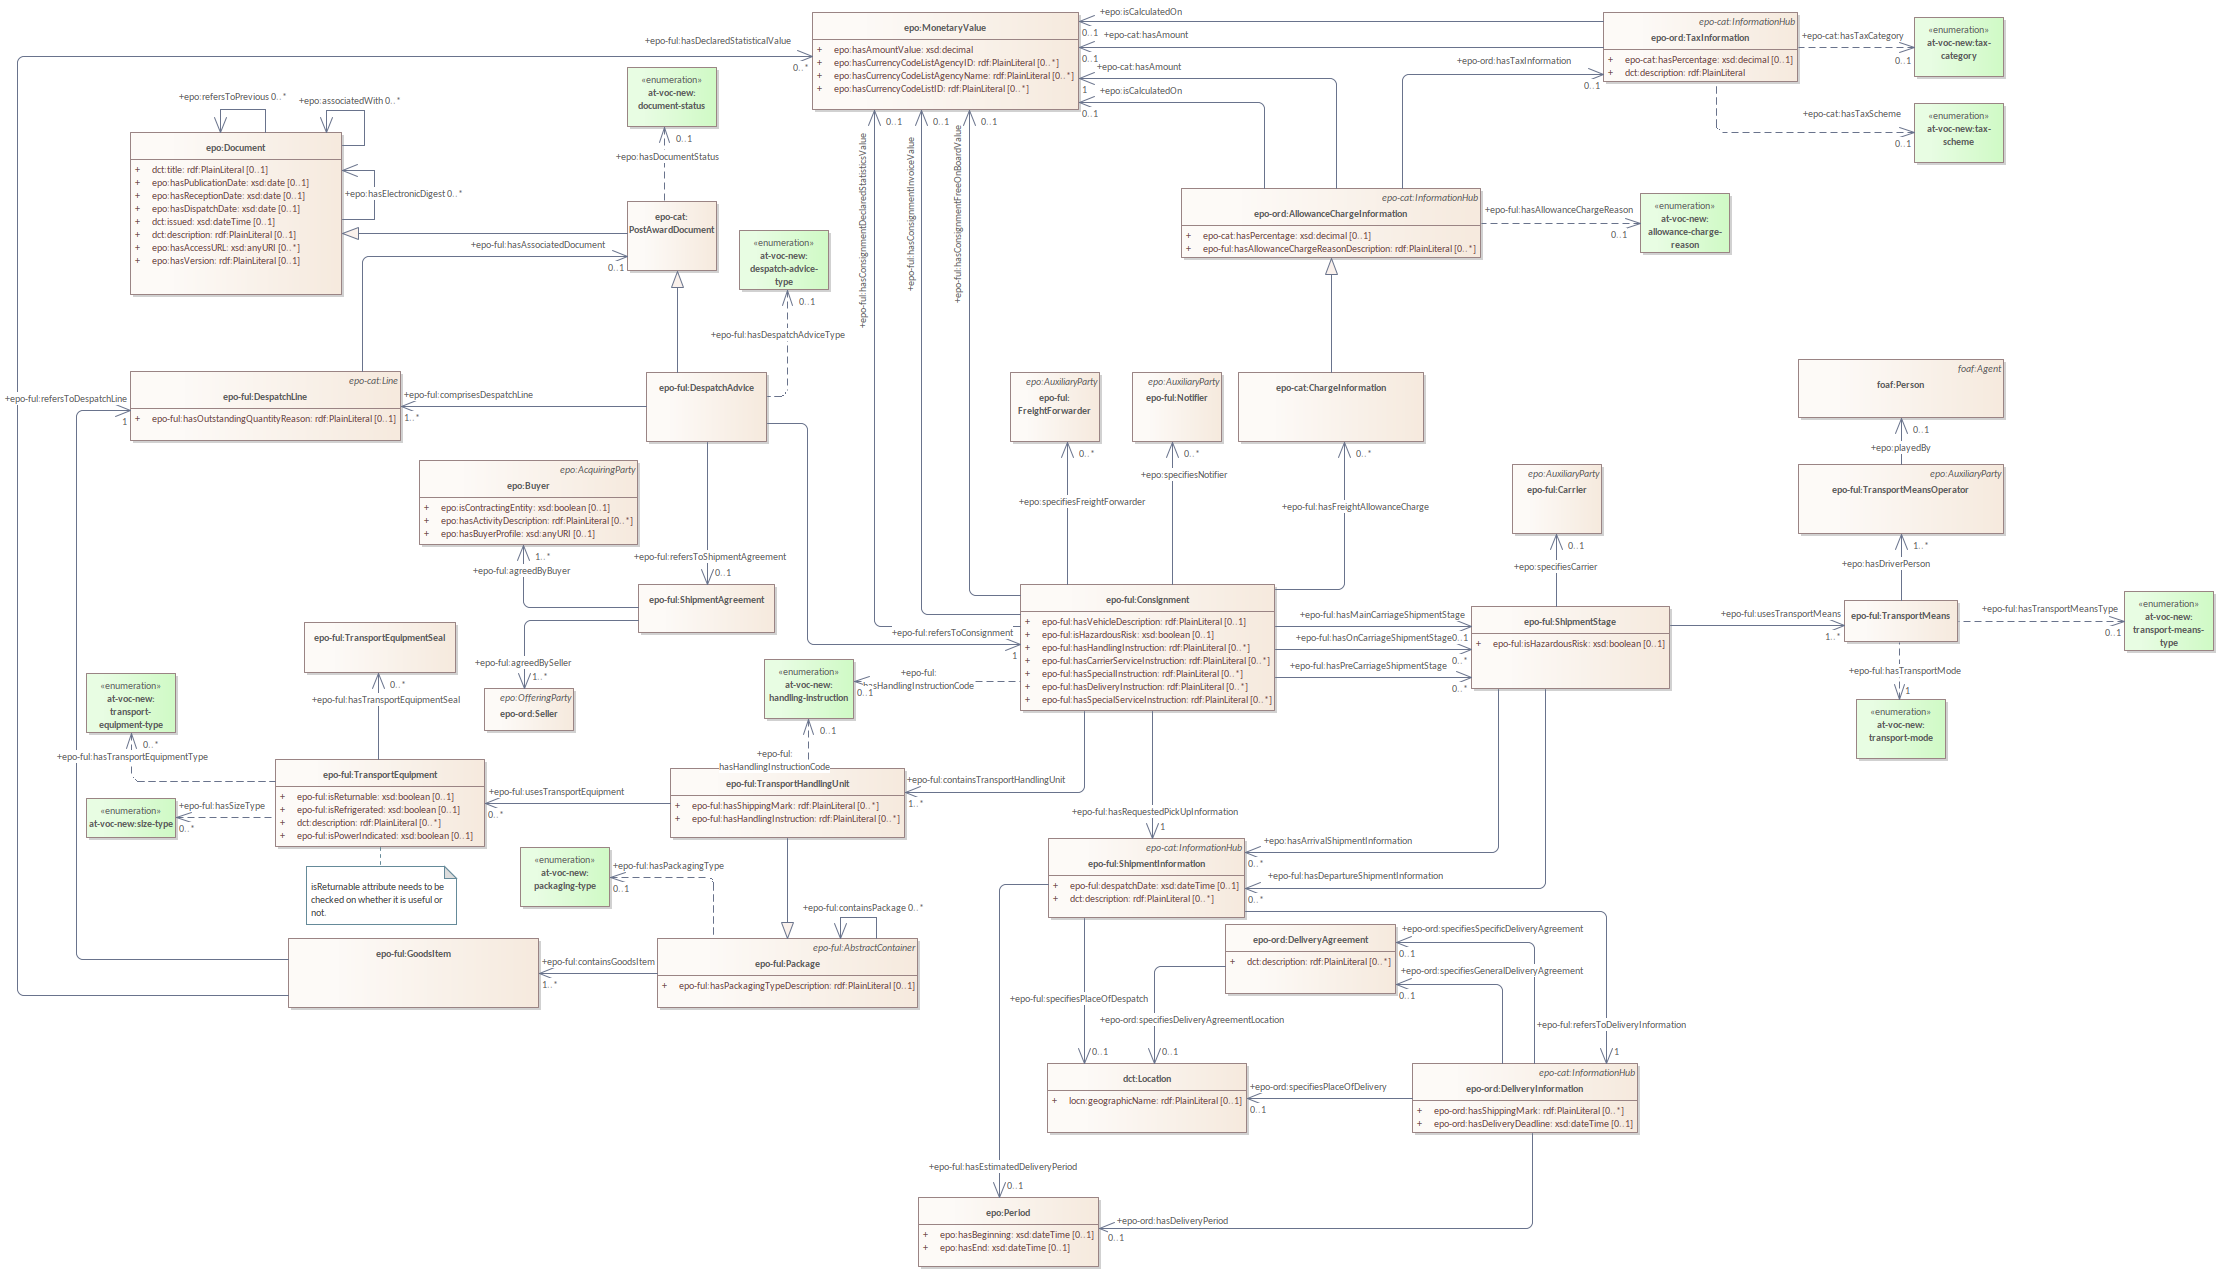 epo:MonetaryValue
+ epo:hasAmountValue: xsd:decimal
+ epo:hasCurrencyCodeListAgencyID: rdf:PlainLiteral [0..*]
+ epo:hasCurrencyCodeListAgencyName: rdf:PlainLiteral [0..*]
+ epo:hasCurrencyCodeListID: rdf:PlainLiteral [0..*]
+epo:isCalculatedOn
0..1
+epo-cat:hasAmount
0..1
+epo-cat:hasAmount
1
+epo:isCalculatedOn
0..1
epo-cat:InformationHub
epo-ord:TaxInformation
+ epo-cat:hasPercentage: xsd:decimal [0..1]
+ dct:description: rdf:PlainLiteral
+epo-cat:hasTaxCategory
0..1
«enumeration»
at-voc-new:tax-
category
+epo-cat:hasTaxScheme
0..1
«enumeration»
at-voc-new:tax-
scheme
+epo-ord:hasTaxInformation
0..1
+epo-ful:hasDeclaredStatisticalValue
0..*
«enumeration»
at-voc-new:
document-status
0..1
+epo:hasDocumentStatus
+epo:refersToPrevious 0..*
+epo:associatedWith 0..*
epo:Document
+ dct:title: rdf:PlainLiteral [0..1]
+ epo:hasPublicationDate: xsd:date [0..1]
+ epo:hasReceptionDate: xsd:date [0..1]
+ epo:hasDispatchDate: xsd:date [0..1]
+ dct:issued: xsd:dateTime [0..1]
+ dct:description: rdf:PlainLiteral [0..1]
+ epo:hasAccessURL: xsd:anyURI [0..*]
+ epo:hasVersion: rdf:PlainLiteral [0..1]
+epo:hasElectronicDigest 0..*
epo-cat:
PostAwardDocument
+epo-ful:hasAssociatedDocument
0..1
«enumeration»
at-voc-new:
despatch-advice-
type
0..1
+epo-ful:hasDespatchAdviceType
0..1
+epo-ful:hasConsignmentDeclaredStatisticsValue
0..1
+epo-ful:hasConsignmentInvoiceValue
0..1
+epo-ful:hasConsignmentFreeOnBoardValue
epo-cat:InformationHub
epo-ord:AllowanceChargeInformation
+ epo-cat:hasPercentage: xsd:decimal [0..1]
+ epo-ful:hasAllowanceChargeReasonDescription: rdf:PlainLiteral [0..*]
+epo-ful:hasAllowanceChargeReason
0..1
«enumeration»
at-voc-new:
allowance-charge-
reason
epo-cat:Line
epo-ful:DespatchLine
+ epo-ful:hasOutstandingQuantityReason: rdf:PlainLiteral [0..1]
+epo-ful:refersToDespatchLine
1
+epo-ful:comprisesDespatchLine
1..*
epo-ful:DespatchAdvice
epo:AuxiliaryParty
epo-ful:
FreightForwarder
0..*
+epo:specifiesFreightForwarder
epo:AuxiliaryParty
epo-ful:Notifier
0..*
+epo:specifiesNotifier
epo-cat:ChargeInformation
0..*
+epo-ful:hasFreightAllowanceCharge
foaf:Agent
foaf:Person
0..1
+epo:playedBy
epo:AuxiliaryParty
epo-ful:TransportMeansOperator
1..*
+epo:hasDriverPerson
epo:AuxiliaryParty
epo-ful:Carrier
0..1
+epo:specifiesCarrier
epo:AcquiringParty
epo:Buyer
+ epo:isContractingEntity: xsd:boolean [0..1]
+ epo:hasActivityDescription: rdf:PlainLiteral [0..*]
+ epo:hasBuyerProfile: xsd:anyURI [0..1]
1..*
+epo-ful:agreedByBuyer
+epo-ful:refersToShipmentAgreement
0..1
epo-ful:ShipmentAgreement
+epo-ful:agreedBySeller
1..*
epo:OfferingParty
epo-ord:Seller
epo-ful:TransportEquipmentSeal
0..*
+epo-ful:hasTransportEquipmentSeal
«enumeration»
at-voc-new:
transport-
equipment-type
0..*
+epo-ful:hasTransportEquipmentType
+epo-ful:refersToConsignment
1
epo-ful:Consignment
+ epo-ful:hasVehicleDescription: rdf:PlainLiteral [0..1]
+ epo-ful:isHazardousRisk: xsd:boolean [0..1]
+ epo-ful:hasHandlingInstruction: rdf:PlainLiteral [0..*]
+ epo-ful:hasCarrierServiceInstruction: rdf:PlainLiteral [0..*]
+ epo-ful:hasSpecialInstruction: rdf:PlainLiteral [0..*]
+ epo-ful:hasDeliveryInstruction: rdf:PlainLiteral [0..*]
+ epo-ful:hasSpecialServiceInstruction: rdf:PlainLiteral [0..*]
+epo-ful:hasMainCarriageShipmentStage
0..1
+epo-ful:hasOnCarriageShipmentStage
0..*
+epo-ful:hasPreCarriageShipmentStage
0..*
epo-ful:ShipmentStage
+ epo-ful:isHazardousRisk: xsd:boolean [0..1]
+epo-ful:usesTransportMeans
1..*
epo-ful:TransportMeans
+epo-ful:hasTransportMeansType
0..1
«enumeration»
at-voc-new:
transport-means-
type
+epo-ful:hasTransportMode
1
«enumeration»
at-voc-new:
transport-mode
«enumeration»
at-voc-new:
handling-instruction
+epo-ful:
hasHandlingInstructionCode
0..1
0..1
+epo-ful:
hasHandlingInstructionCode
epo-ful:TransportHandlingUnit
+ epo-ful:hasShippingMark: rdf:PlainLiteral [0..*]
+ epo-ful:hasHandlingInstruction: rdf:PlainLiteral [0..*]
+epo-ful:containsTransportHandlingUnit
1..*
+epo-ful:usesTransportEquipment
0..*
epo-ful:TransportEquipment
+ epo-ful:isReturnable: xsd:boolean [0..1]
+ epo-ful:isRefrigerated: xsd:boolean [0..1]
+ dct:description: rdf:PlainLiteral [0..*]
+ epo-ful:isPowerIndicated: xsd:boolean [0..1]
«enumeration»
at-voc-new:size-type
+epo-ful:hasSizeType
0..*
isReturnable attribute needs to be
checked on whether it is useful or
not.
«enumeration»
at-voc-new:
packaging-type
+epo-ful:hasPackagingType
0..1
+epo-ful:containsPackage 0..*
epo-ful:AbstractContainer
epo-ful:Package
+ epo-ful:hasPackagingTypeDescription: rdf:PlainLiteral [0..1]
+epo-ful:containsGoodsItem
1..*
epo-ful:GoodsItem
+epo-ful:hasRequestedPickUpInformation
1
epo-cat:InformationHub
epo-ful:ShipmentInformation
+ epo-ful:despatchDate: xsd:dateTime [0..1]
+ dct:description: rdf:PlainLiteral [0..*]
+epo:hasArrivalShipmentInformation
0..*
+epo-ful:hasDepartureShipmentInformation
0..*
epo-ord:DeliveryAgreement
+ dct:description: rdf:PlainLiteral [0..*]
+epo-ord:specifiesSpecificDeliveryAgreement
0..1
+epo-ord:specifiesGeneralDeliveryAgreement
0..1
+epo-ful:specifiesPlaceOfDespatch
0..1
+epo-ord:specifiesDeliveryAgreementLocation
0..1
+epo-ful:refersToDeliveryInformation
1
dct:Location
+ locn:geographicName: rdf:PlainLiteral [0..1]
+epo-ord:specifiesPlaceOfDelivery
0..1
epo-cat:InformationHub
epo-ord:DeliveryInformation
+ epo-ord:hasShippingMark: rdf:PlainLiteral [0..*]
+ epo-ord:hasDeliveryDeadline: xsd:dateTime [0..1]
+epo-ful:hasEstimatedDeliveryPeriod
0..1
epo:Period
+ epo:hasBeginning: xsd:dateTime [0..1]
+ epo:hasEnd: xsd:dateTime [0..1]
+epo-ord:hasDeliveryPeriod
0..1